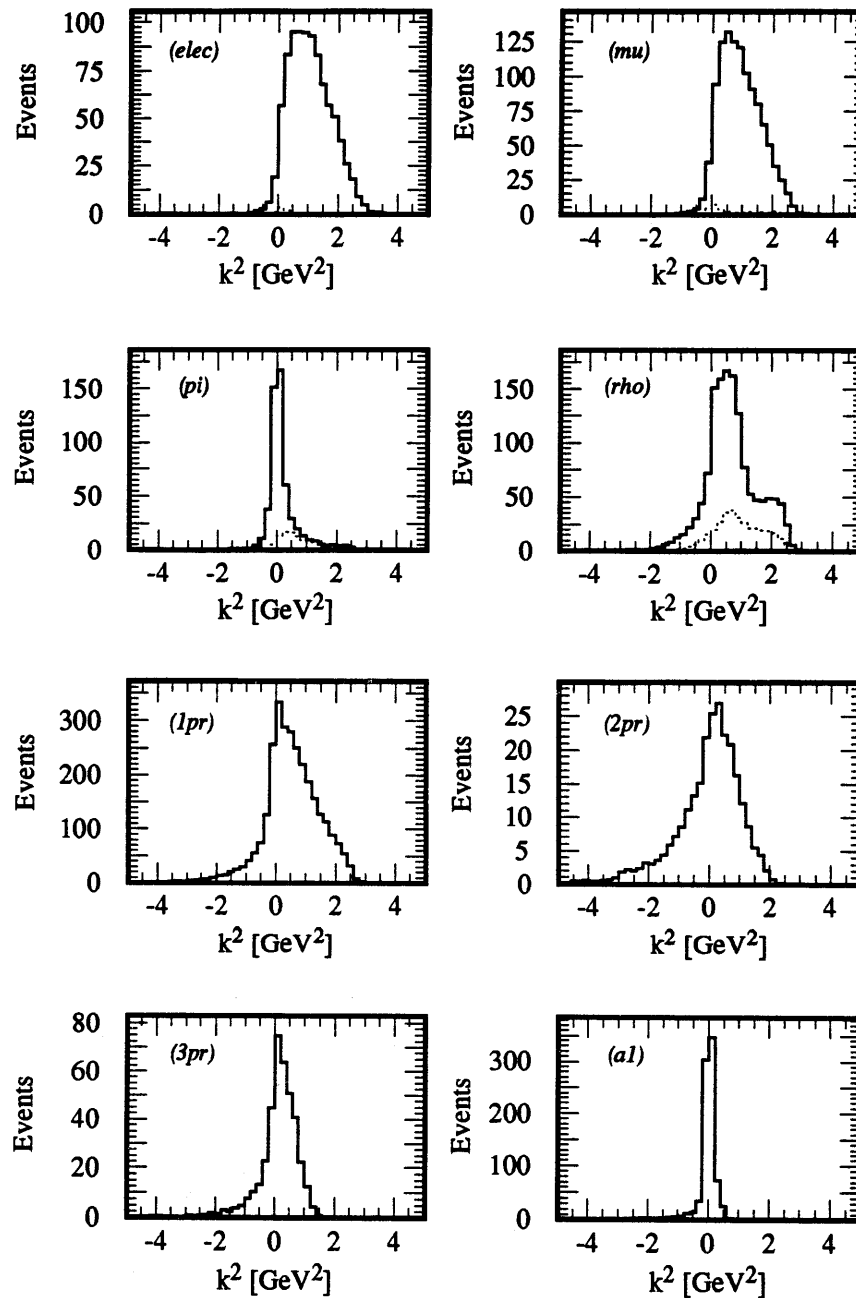 100
75
50
25
0
Events
(elec)
-4 -2 0 2 4
k² [GeV²]
125
100
75
50
25
0
Events
(mu)
-4 -2 0 2 4
k² [GeV²]
150
100
50
0
Events
(pi)
-4 -2 0 2 4
k² [GeV²]
150
100
50
0
Events
(rho)
-4 -2 0 2 4
k² [GeV²]
300
200
100
0
Events
(1pr)
-4 -2 0 2 4
k² [GeV²]
25
20
15
10
5
0
Events
(2pr)
-4 -2 0 2 4
k² [GeV²]
80
60
40
20
0
Events
(3pr)
-4 -2 0 2 4
k² [GeV²]
300
200
100
0
Events
(a1)
-4 -2 0 2 4
k² [GeV²]